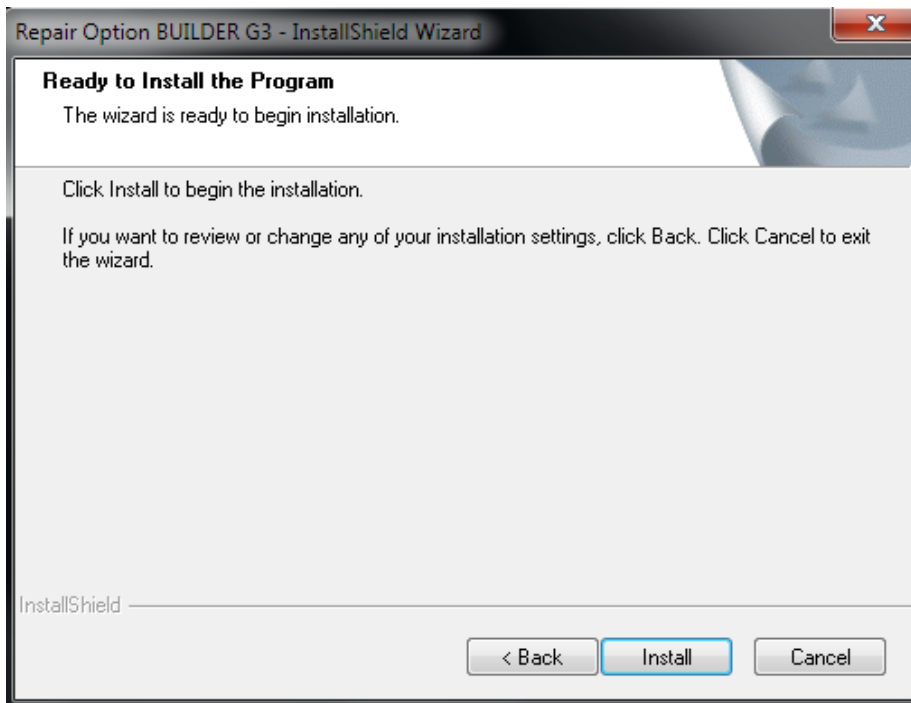 Repair Option BUILDER G3 - InstallShield Wizard
Ready to Install the Program
The wizard is ready to begin installation.
Click Install to begin the installation.
If you want to review or change any of your installation settings, click Back. Click Cancel to exit
the wizard.
InstallShield
< Back Install Cancel